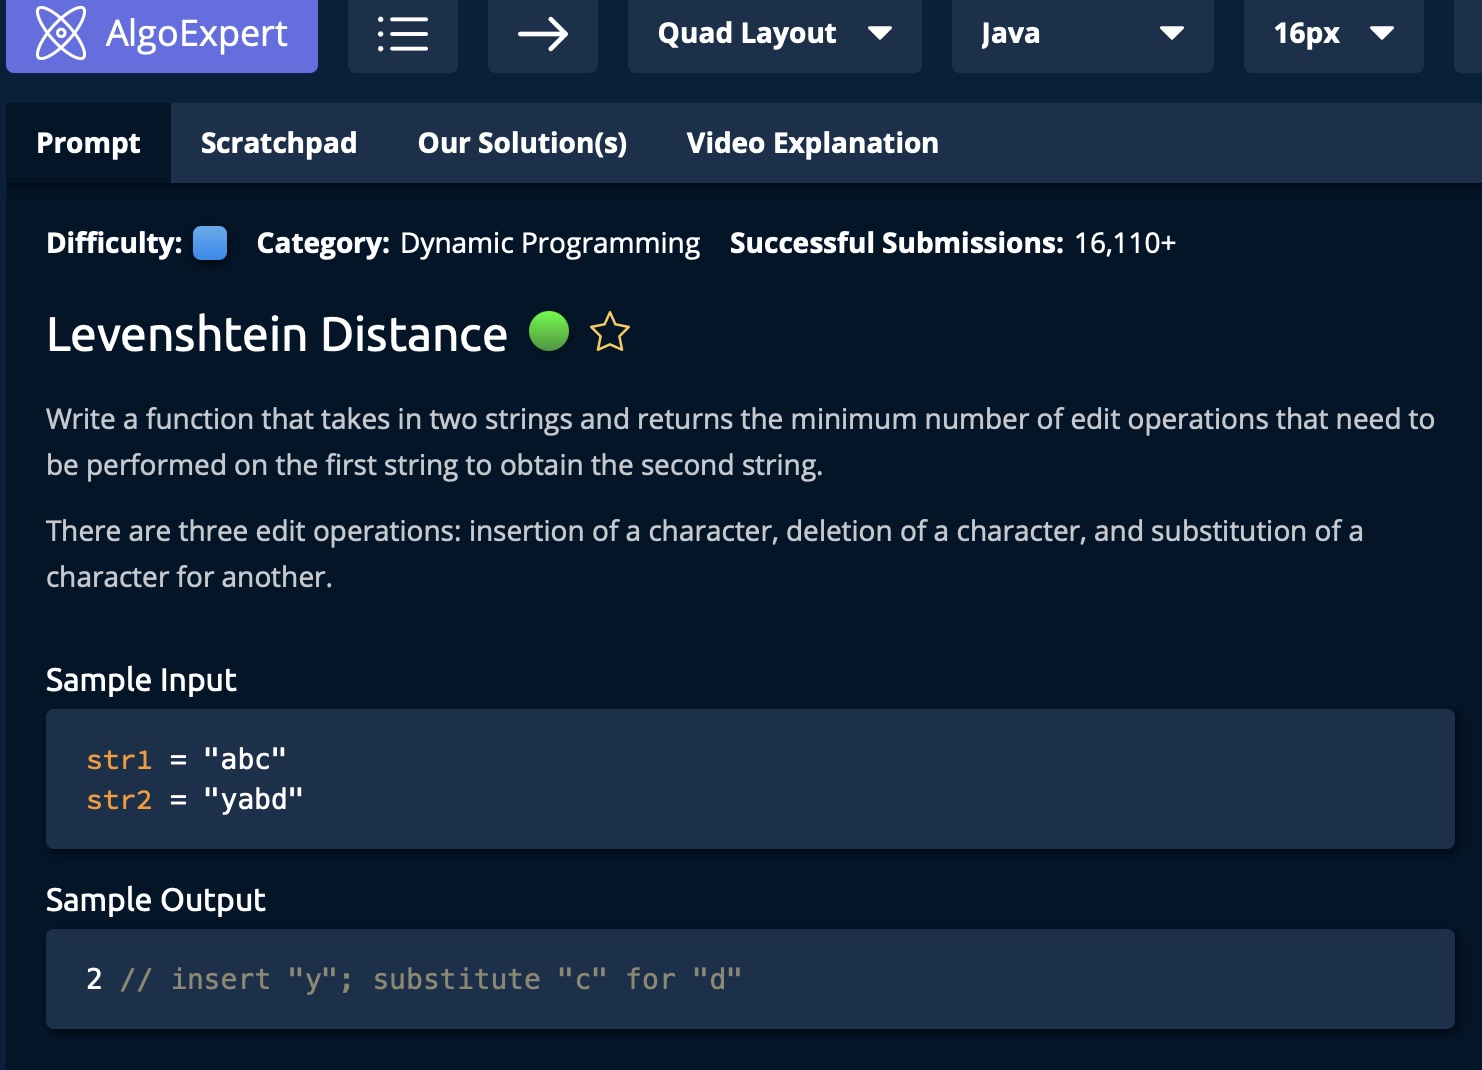 AlgoExpert Quad Layout Java 16px
Prompt Scratchpad Our Solution(s) Video Explanation
Difficulty: Category: Dynamic Programming Successful Submissions: 16,110+
Levenshtein Distance
Write a function that takes in two strings and returns the minimum number of edit operations that need to
be performed on the first string to obtain the second string.
There are three edit operations: insertion of a character, deletion of a character, and substitution of a
character for another.
Sample Input
str1 = "abc"
str2 = "yabd"
Sample Output
2 // insert "y"; substitute "c" for "d"